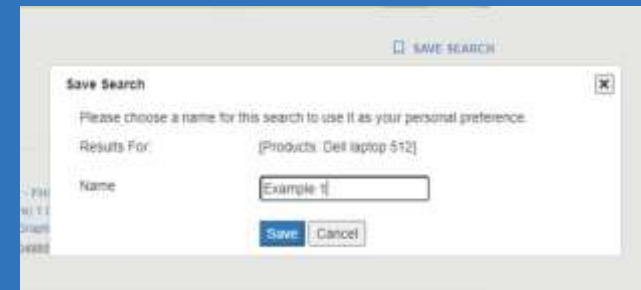 SAVE SEARCH
Save Search
Please choose a name for this search to use it as your personal preference.
Results For: [Products: Dell laptop 512]
Name Example 1
Save Cancel